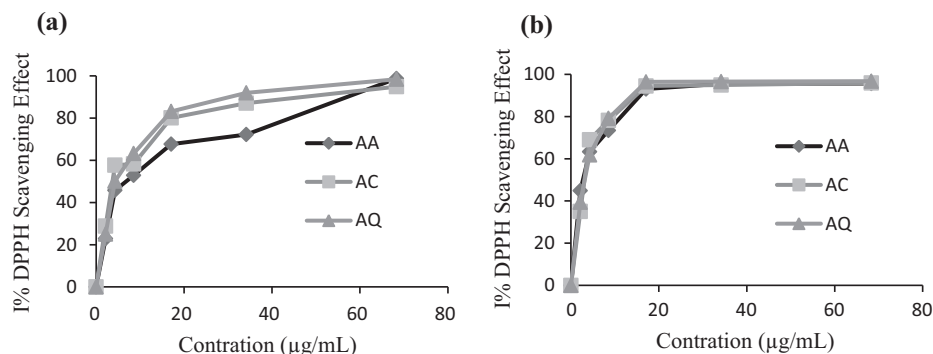 (a)
I% DPPH Scavenging Effect
100
80
60
40
20
0
0 20 40 60 80
Contration (µg/mL)
AA
AC
AQ
(b)
I% DPPH Scavenging Effect
100
80
60
40
20
0
0 20 40 60 80
Contration (µg/mL)
AA
AC
AQ